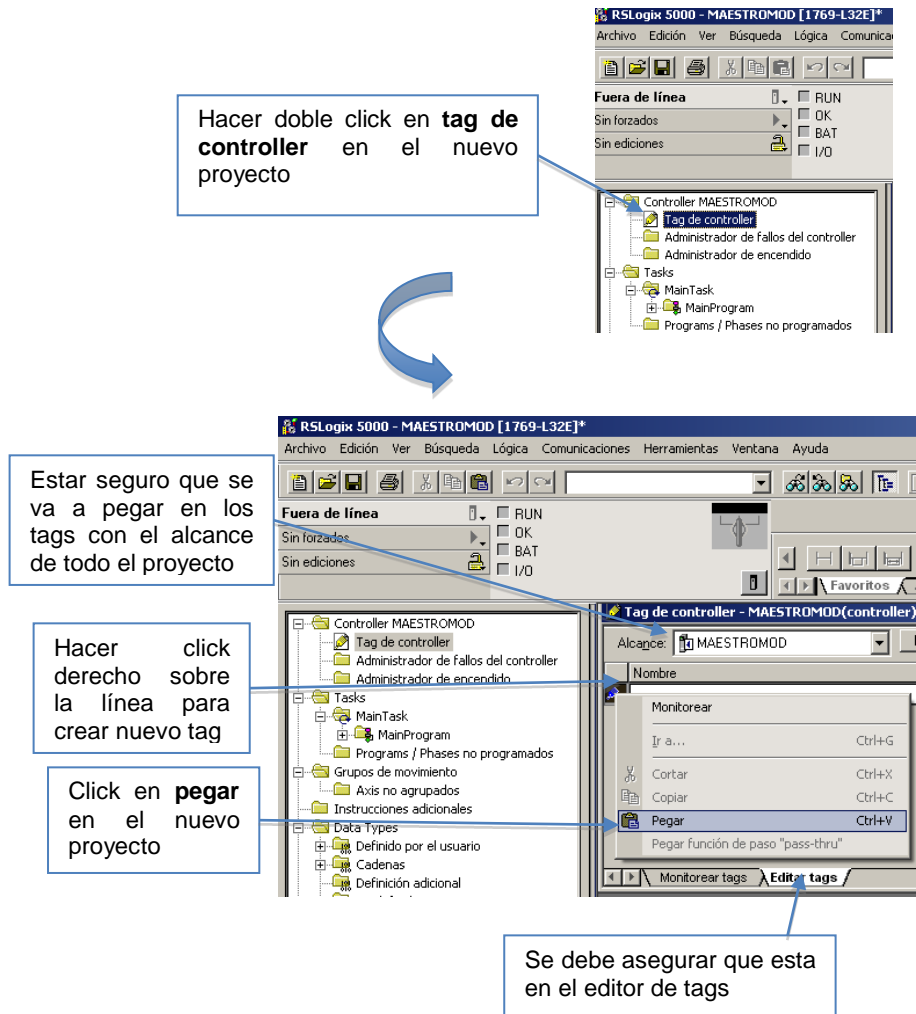 RSLogix 5000 - MAESTROMOD [1769-L32E]*
Archivo Edición Ver Búsqueda Lógica
Fuera de línea
RUN
Sin forzados
OK
BAT
Sin ediciones
I/O
Hacer doble click en tag de
controller en el nuevo
proyecto
Controller MAESTROMOD
Tag de controller
Administrador de fallos del controller
Administrador de encendido
Tasks
MainTask
MainProgram
Programs / Phases no programados
RSLogix 5000 - MAESTROMOD [1769-L32E]*
Archivo Edición Ver Búsqueda Lógica Comunicaciones Herramientas Ventana Ayuda
Estar seguro que se
va a pegar en los
tags con el alcance
de todo el proyecto
Fuera de línea
RUN
Sin forzados
OK
BAT
Sin ediciones
I/O
Favoritos
Tag de controller - MAESTROMOD(controller)
Alcance: MAESTROMOD
Nombre
Hacer click
derecho sobre
la línea para
crear nuevo tag
Controller MAESTROMOD
Tag de controller
Administrador de fallos del controller
Administrador de encendido
Tasks
MainTask
MainProgram
Programs / Phases no programados
Grupos de movimiento
Axis no agrupados
Instrucciones adicionales
Data Types
Definido por el usuario
Cadenas
Definición adicional
Monitorear
Ir a... Ctrl+G
Cortar Ctrl+X
Copiar Ctrl+C
Pegar Ctrl+V
Pegar función de paso "pass-thru"
Click en pegar
en el nuevo
proyecto
Monitorear tags Editar tags
Se debe asegurar que esta
en el editor de tags